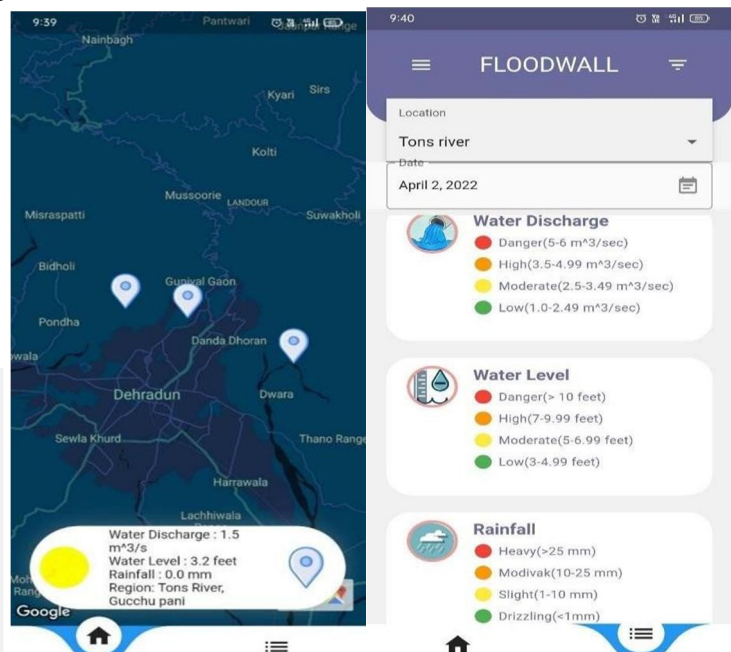 9:39
Pantwari
Nainbagh
Kyari
Sirs
Kolti
Mussoorie
LANDOUR
Suwakholi
Misraspatti
Bidholi
Guniyal Gaon
Pondha
Danda Dhoran
Dehradun
Dwara
Sewla Khurd
Thano Range
Harrawala
Lachhiwala
Water Discharge : 1.5
m^3/s
Water Level : 3.2 feet
Rainfall : 0.0 mm
Region: Tons River,
Gucchu pani
Google
9:40
FLOODWALL
Location
Tons river
Date
April 2, 2022
Water Discharge
Danger(5-6 m^3/sec)
High(3.5-4.99 m^3/sec)
Moderate(2.5-3.49 m^3/sec)
Low(1.0-2.49 m^3/sec)
Water Level
Danger(> 10 feet)
High(7-9.99 feet)
Moderate(5-6.99 feet)
Low(3-4.99 feet)
Rainfall
Heavy(>25 mm)
Modivak(10-25 mm)
Slight(1-10 mm)
Drizzling(<1mm)